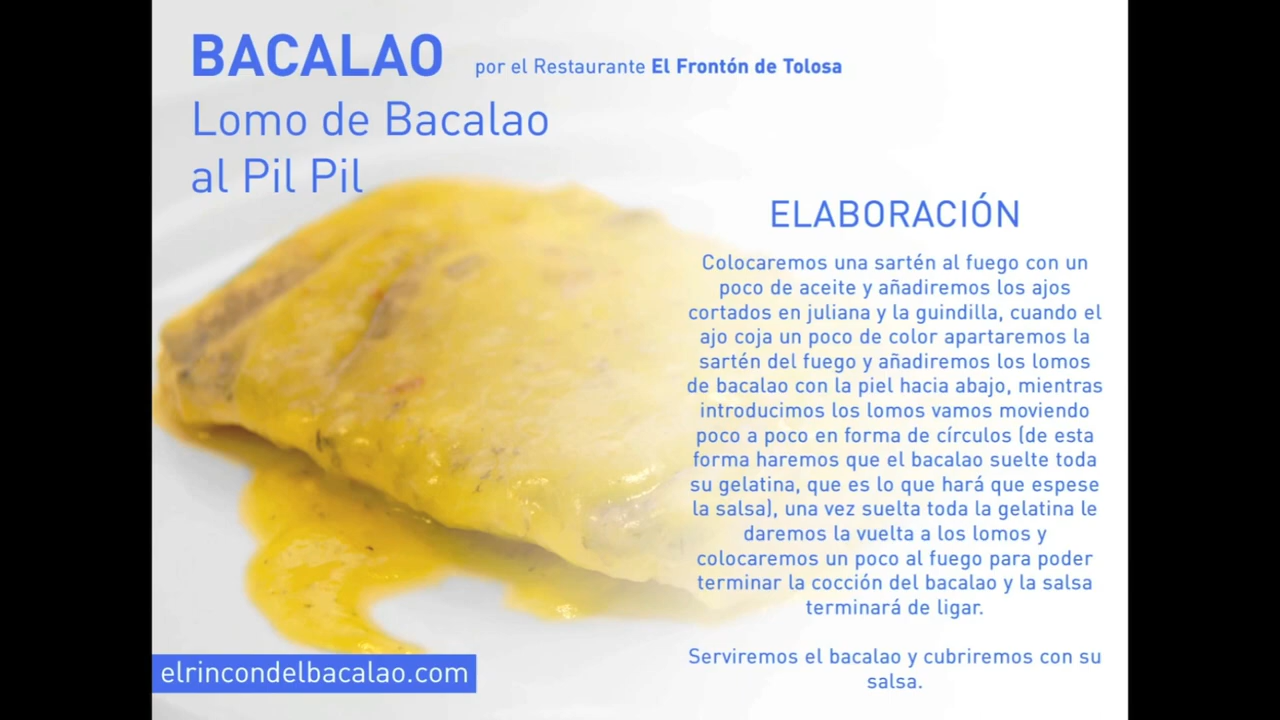 BACALAO por el Restaurante El Frontón de Tolosa
Lomo de Bacalao
al Pil Pil
ELABORACIÓN
Colocaremos una sartén al fuego con un
poco de aceite y añadiremos los ajos
cortados en juliana y la guindilla, cuando el
ajo coja un poco de color apartaremos la
sartén del fuego y añadiremos los lomos
de bacalao con la piel hacia abajo, mientras
introducimos los lomos vamos moviendo
poco a poco en forma de círculos (de esta
forma haremos que el bacalao suelte toda
su gelatina, que es lo que hará que espese
la salsa), una vez suelta toda la gelatina le
daremos la vuelta a los lomos y
colocaremos un poco al fuego para poder
terminar la cocción del bacalao y la salsa
terminará de ligar.
Serviremos el bacalao y cubriremos con su
salsa.
elrincondelbacalao.com